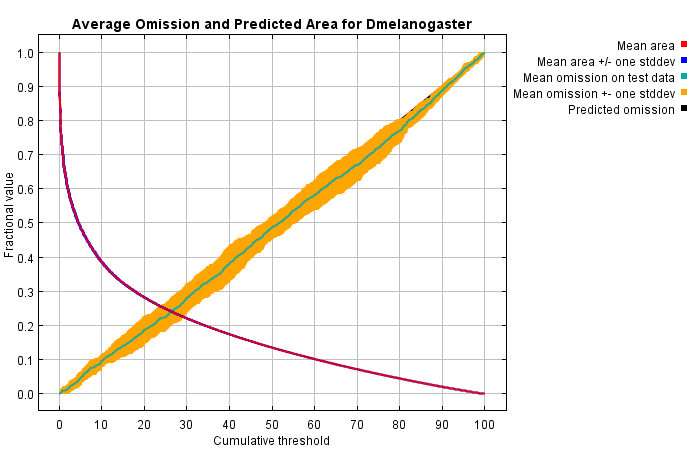 Average Omission and Predicted Area for Dmelanogaster
Mean area
Mean area +/- one stddev
Mean omission on test data
Mean omission +- one stddev
Predicted omission
Fractional value
1.0
0.9
0.8
0.7
0.6
0.5
0.4
0.3
0.2
0.1
0.0
0 10 20 30 40 50 60 70 80 90 100
Cumulative threshold